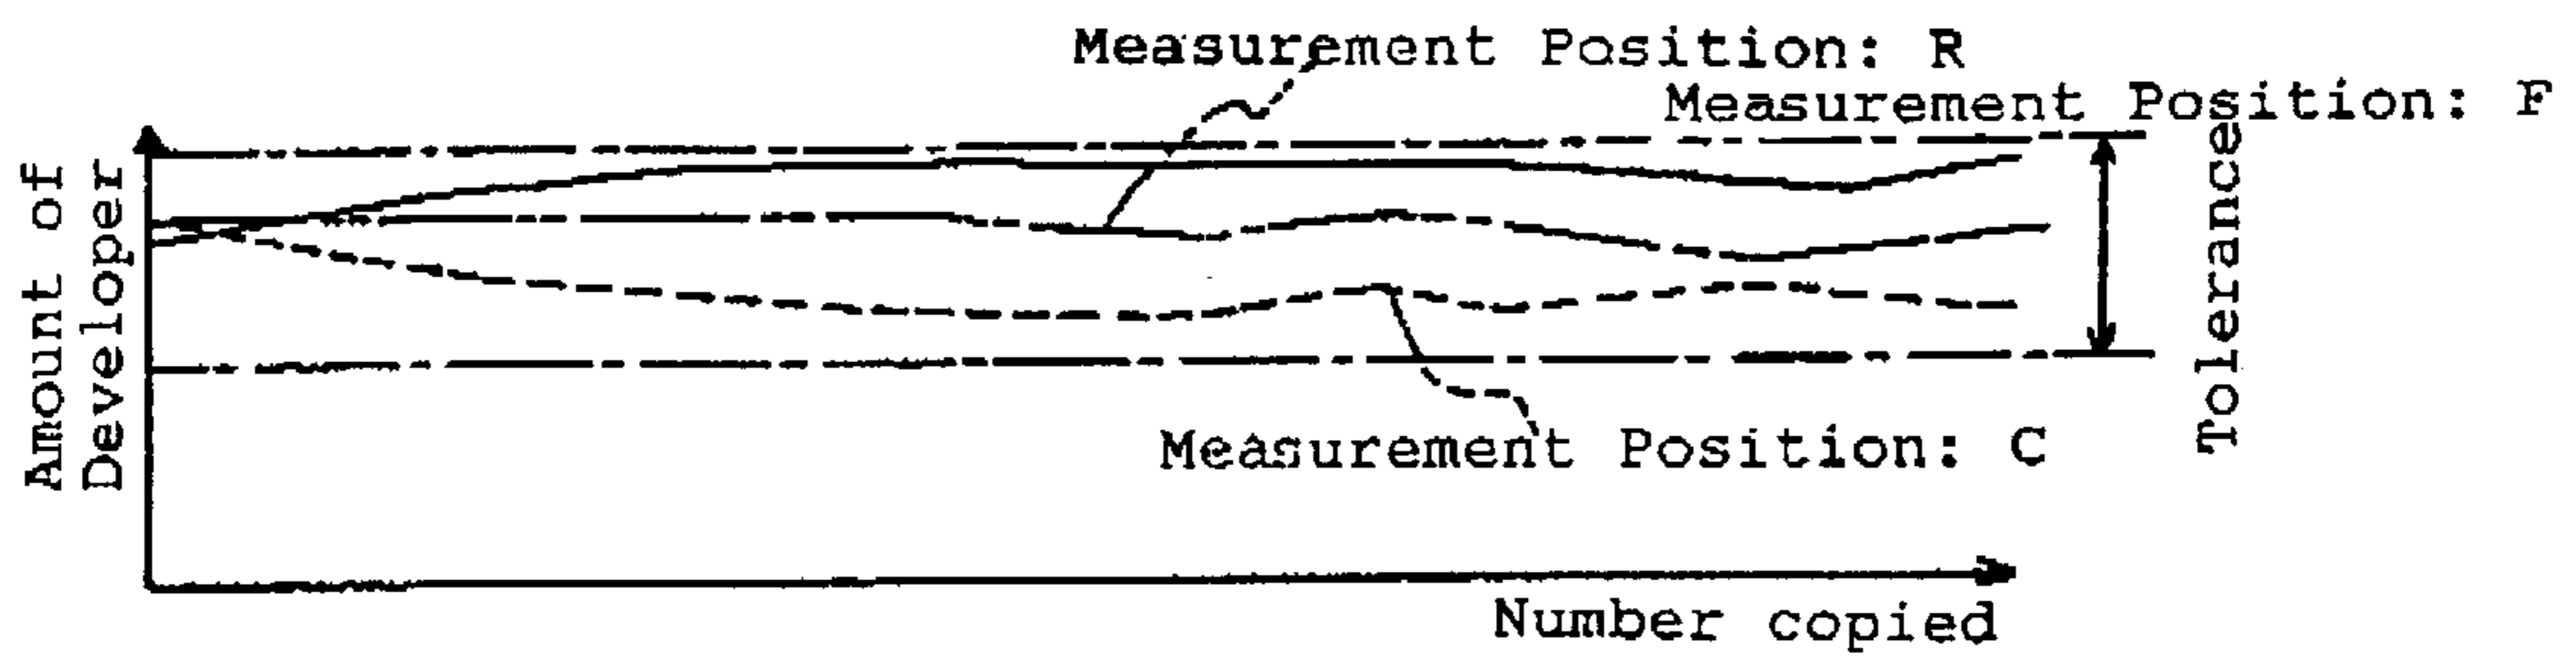 Measurement Position: R
Measurement Position: F
Amount of
Developer
Tolerance
Measurement Position: C
Number copied